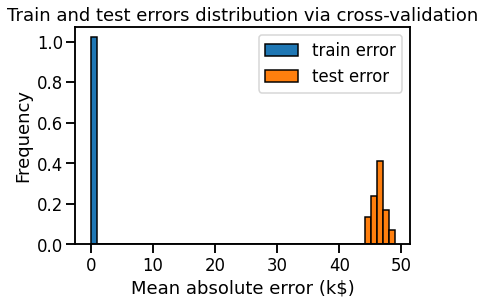 Train and test errors distribution via cross-validation
train error
test error
Frequency
1.0
0.8
0.6
0.4
0.2
0.0
0 10 20 30 40 50
Mean absolute error (k$)